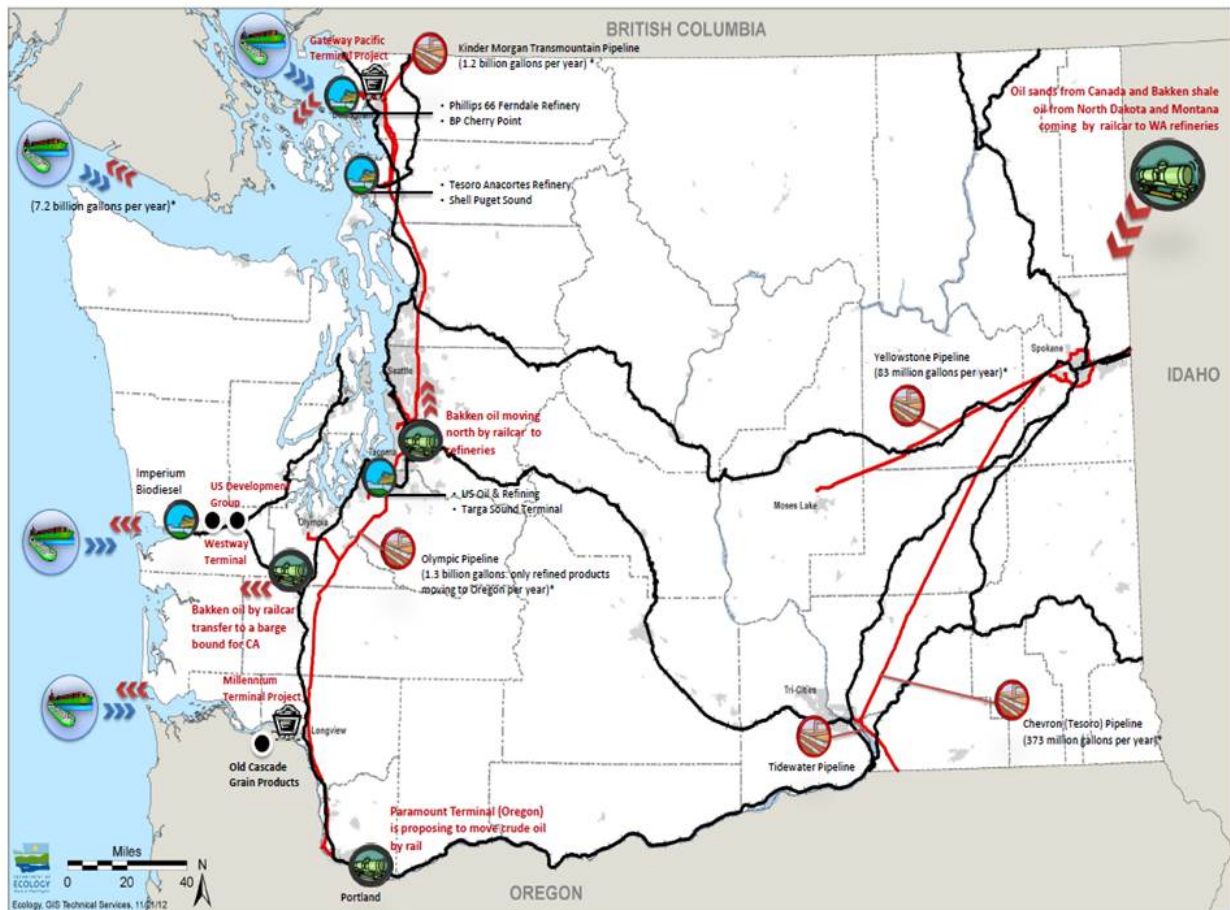 BRITISH COLUMBIA
Gateway Pacific
Terminal Project
Kinder Morgan Transmountain Pipeline
(1.2 billion gallons per year) *
• Phillips 66 Ferndale Refinery
• BP Cherry Point
Oil sands from Canada and Bakken shale
oil from North Dakota and Montana
coming by railcar to WA refineries
(7.2 billion gallons per year)*
• Tesoro Anacortes Refinery
• Shell Puget Sound
Seattle
Spokane
IDAHO
Yellowstone Pipeline
(83 million gallons per year)*
Bakken oil moving
north by railcar to
refineries
Tacoma
Imperium
Biodiesel
US Development
Group
Westway
Terminal
• US Oil & Refining
• Targa Sound Terminal
Moses Lake
Olympia
Olympic Pipeline
(1.3 billion gallons: only refined products
moving to Oregon per year)*
Bakken oil by railcar
transfer to a barge
bound for CA
Millennium
Terminal Project
Longview
Old Cascade
Grain Products
Tri-Cities
Tidewater Pipeline
Chevron (Tesoro) Pipeline
(373 million gallons per year)*
Paramount Terminal (Oregon)
is proposing to move crude oil
by rail
Portland
OREGON
Miles
0 20 40
N
DEPARTMENT OF
ECOLOGY
State of Washington
Ecology, GIS Technical Services, 11/21/12